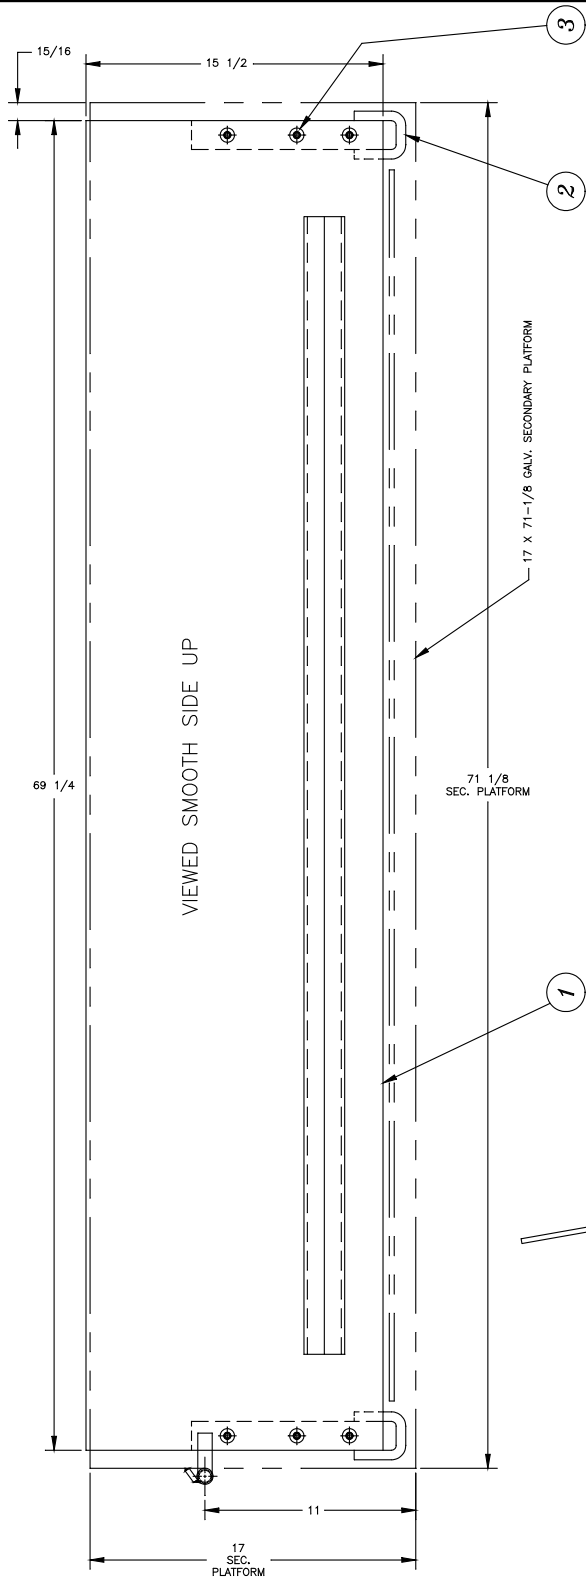 3
15/16
15 1/2
2
17 X 71-1/8 GALV. SECONDARY PLATFORM
VIEWED SMOOTH SIDE UP
69 1/4
71 1/8
SEC. PLATFORM
1
11
17
SEC.
PLATFORM